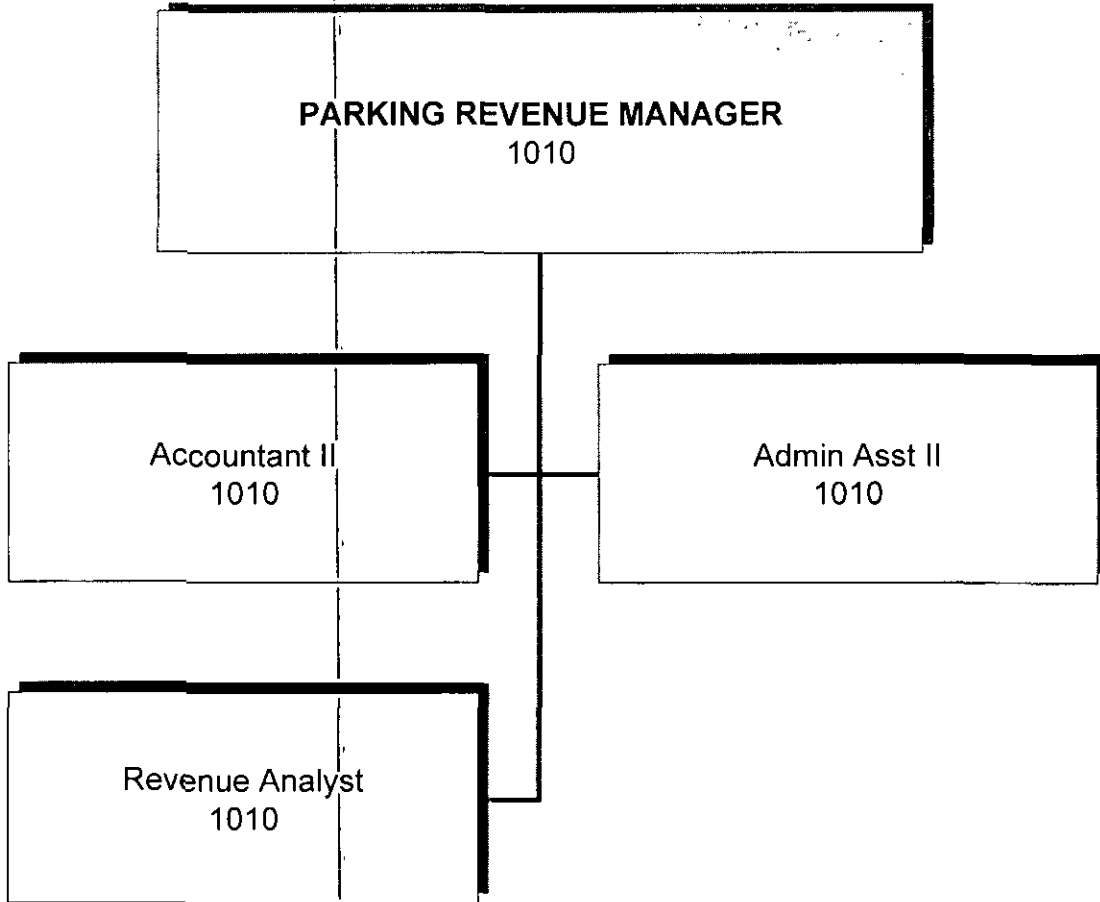 PARKING REVENUE MANAGER
1010
Accountant II
1010
Admin Asst II
1010
Revenue Analyst
1010